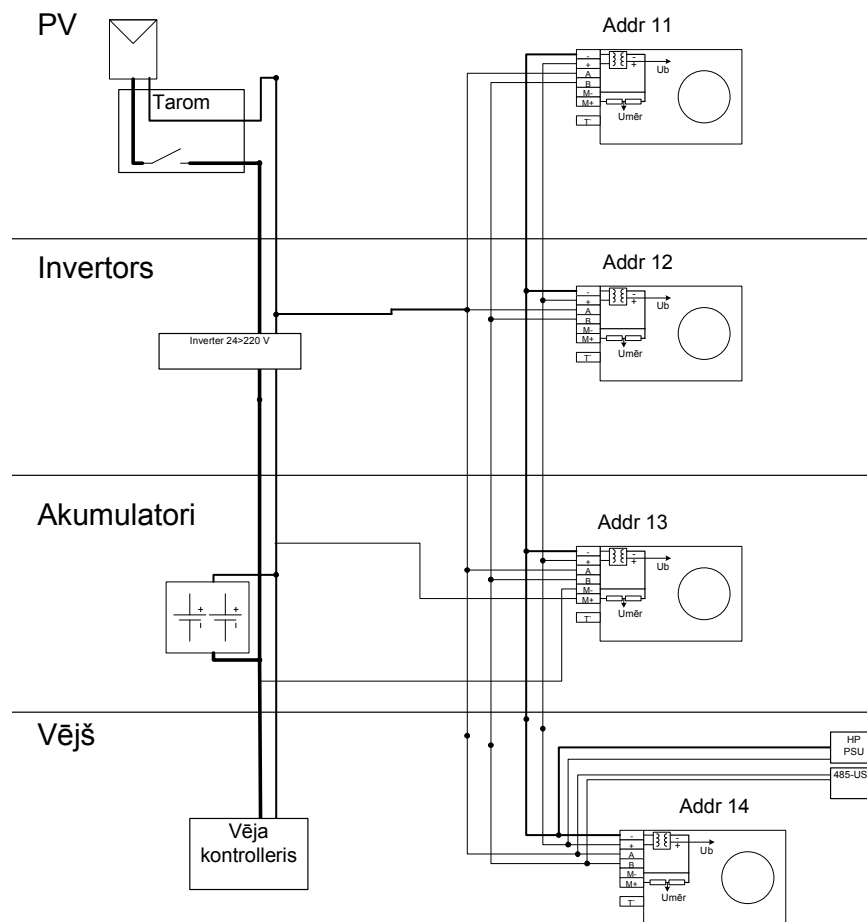 PV
Tarom
Addr 11
-
+
A
B
M-
M+
T°
-
+
Ub
Umēr
Invertors
Inverter 24>220 V
Addr 12
-
+
A
B
M-
M+
T°
-
+
Ub
Umēr
Akumulatori
+
+
Addr 13
-
+
A
B
M-
M+
T°
-
+
Ub
Umēr
Vējš
Vēja
kontrolleris
HP
PSU
485-US
Addr 14
-
+
A
B
M-
M+
T°
-
+
Ub
Umēr